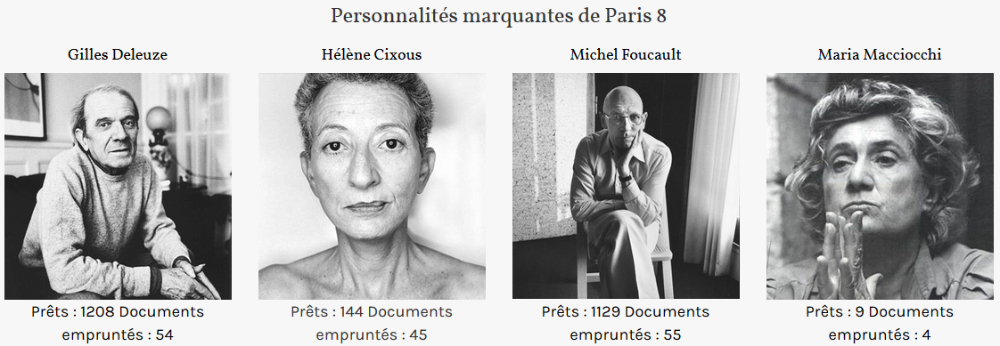 Personnalités marquantes de Paris 8
Gilles Deleuze
Hélène Cixous
Michel Foucault
Maria Macciocchi
Prêts : 1208 Documents
empruntés : 54
Prêts : 144 Documents
empruntés : 45
Prêts : 1129 Documents
empruntés : 55
Prêts : 9 Documents
empruntés : 4